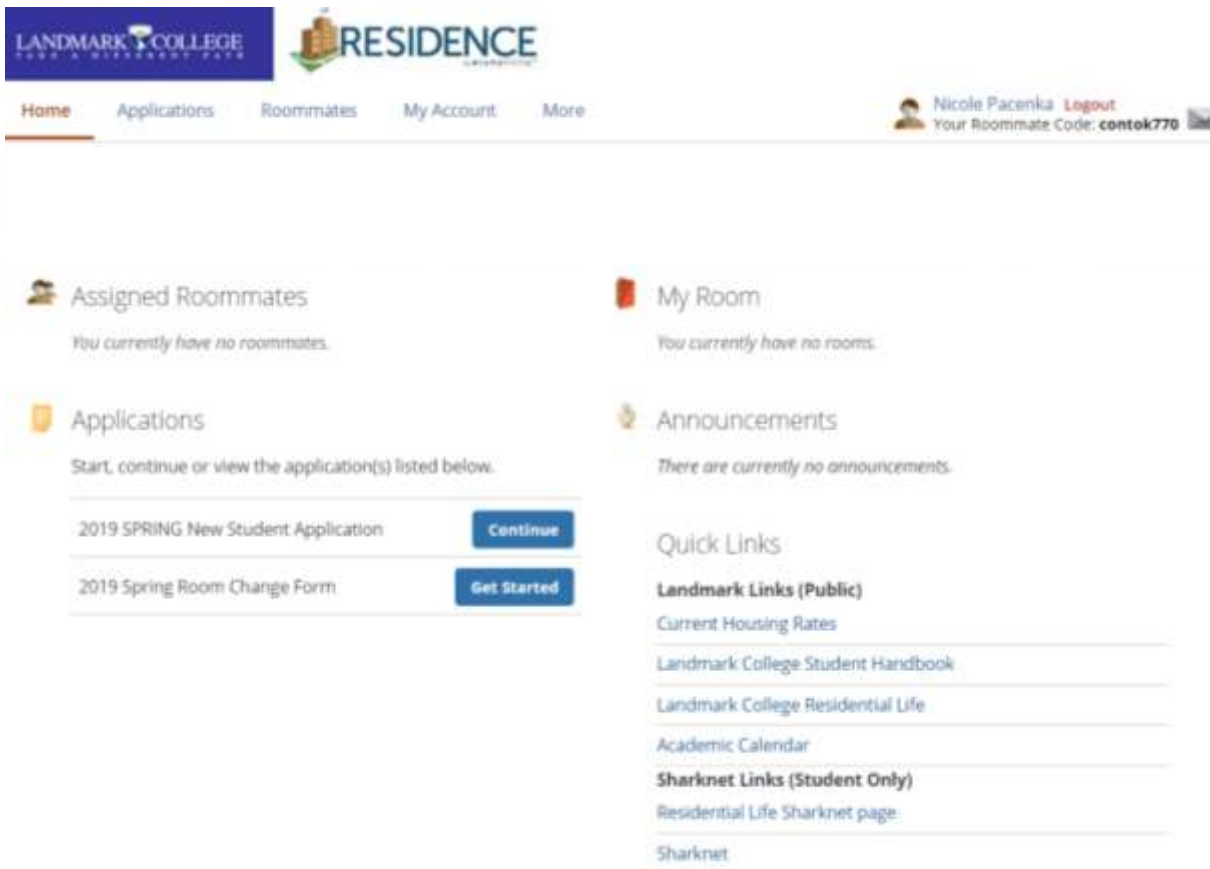 LANDMARK COLLEGE
TAKE A DIFFERENT PATH
RESIDENCE
Home Applications Roommates My Account More
Nicole Pacenka Logout
Your Roommate Code: contok770
Assigned Roommates
You currently have no roommates.
Applications
Start, continue or view the application(s) listed below.
2019 SPRING New Student Application Continue
2019 Spring Room Change Form Get Started
My Room
You currently have no rooms.
Announcements
There are currently no announcements.
Quick Links
Landmark Links (Public)
Current Housing Rates
Landmark College Student Handbook
Landmark College Residential Life
Academic Calendar
Sharknet Links (Student Only)
Residential Life Sharknet page
Sharknet